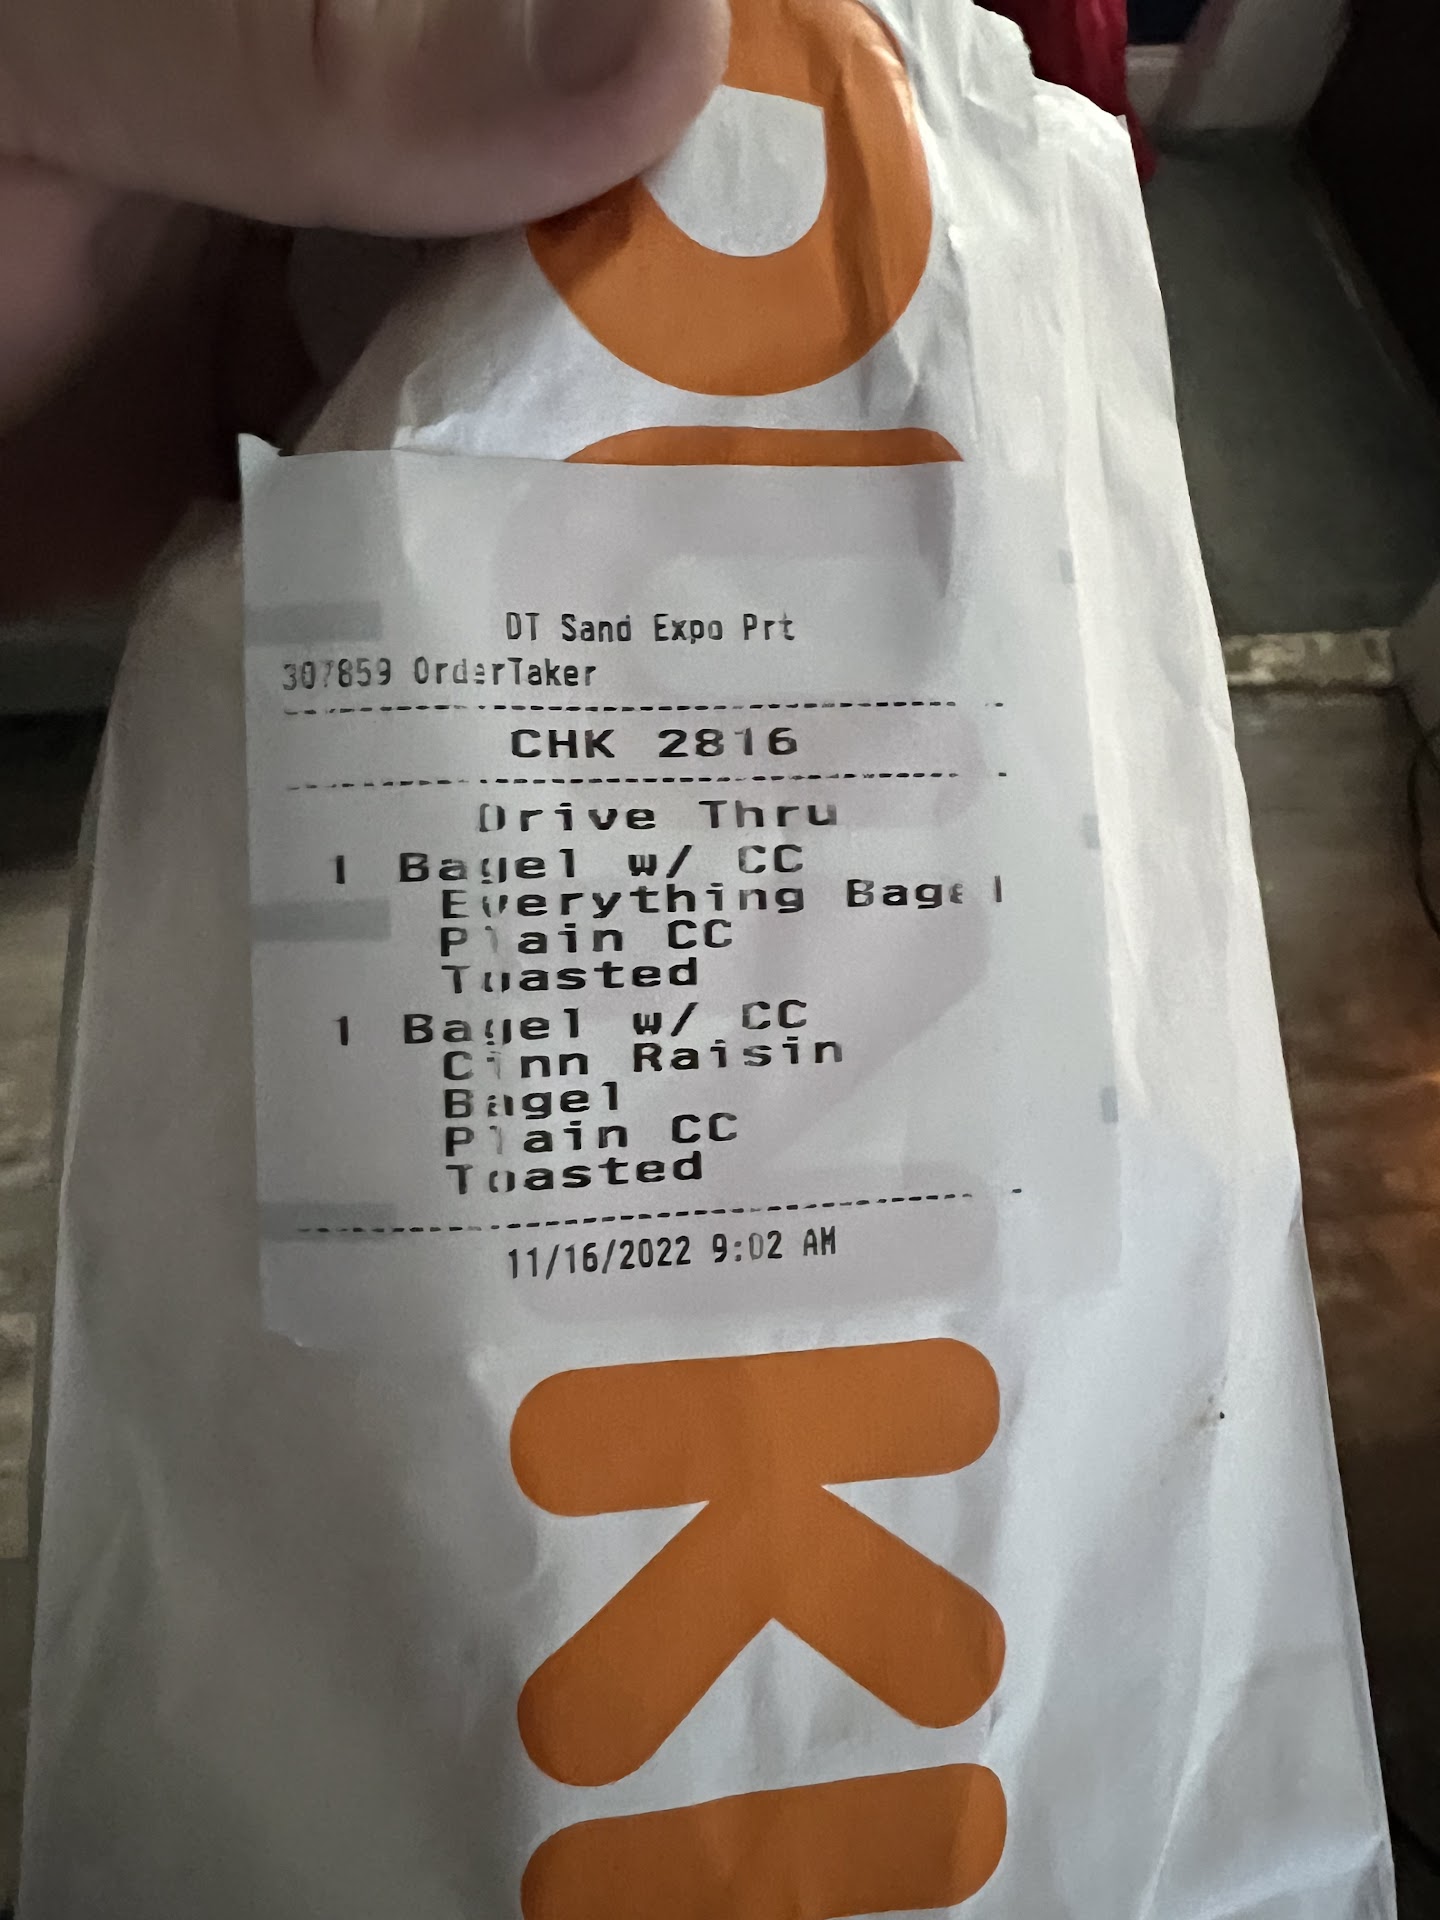 DT Sand Expo Prt
307859 OrderTaker
CHK 2816
Drive Thru
1 Bagel w/ CC
Everything Bagel
Plain CC
Toasted
1 Bagel w/ CC
Cinn Raisin
Bagel
Plain CC
Toasted
11/16/2022 9:02 AM